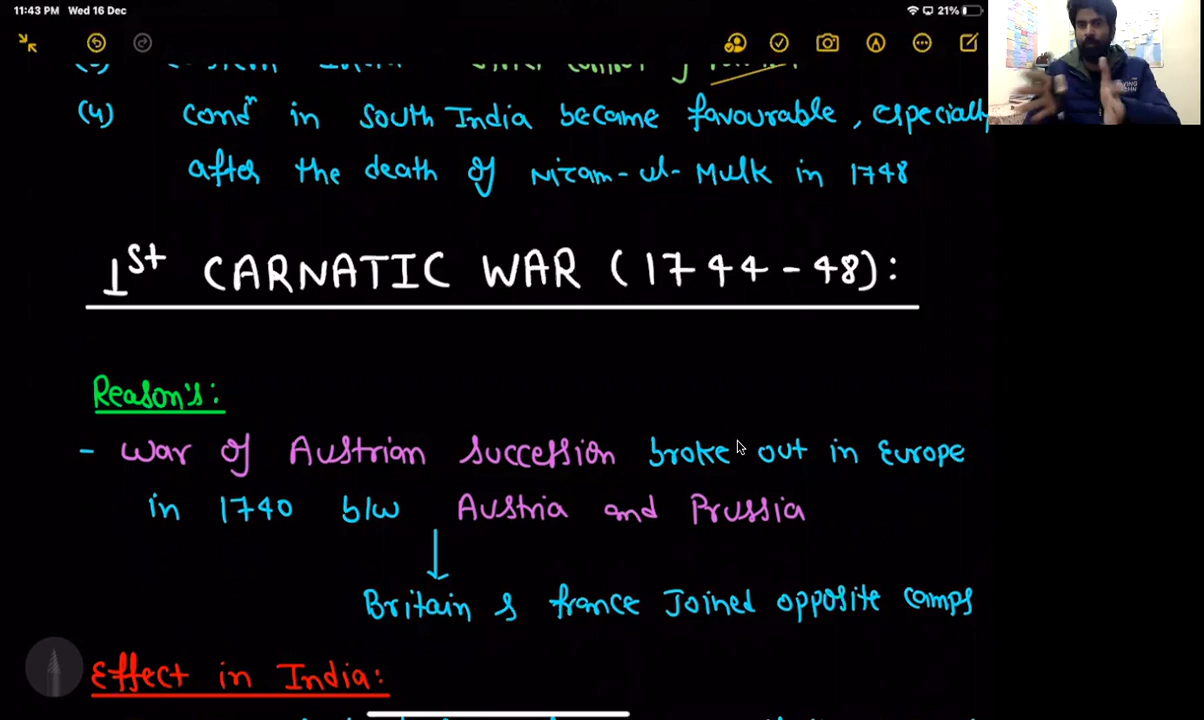 11:43 PM Wed 16 Dec
21%
(4) condn in South India became favourable, especially
after the death of Nizam-ul-Mulk in 1748
1st CARNATIC WAR (1744-48):
Reason's:
- War of Austrian Succession broke out in Europe
in 1740 b/w Austria and Prussia
↓
Britain & france Joined opposite camps
Effect in India: